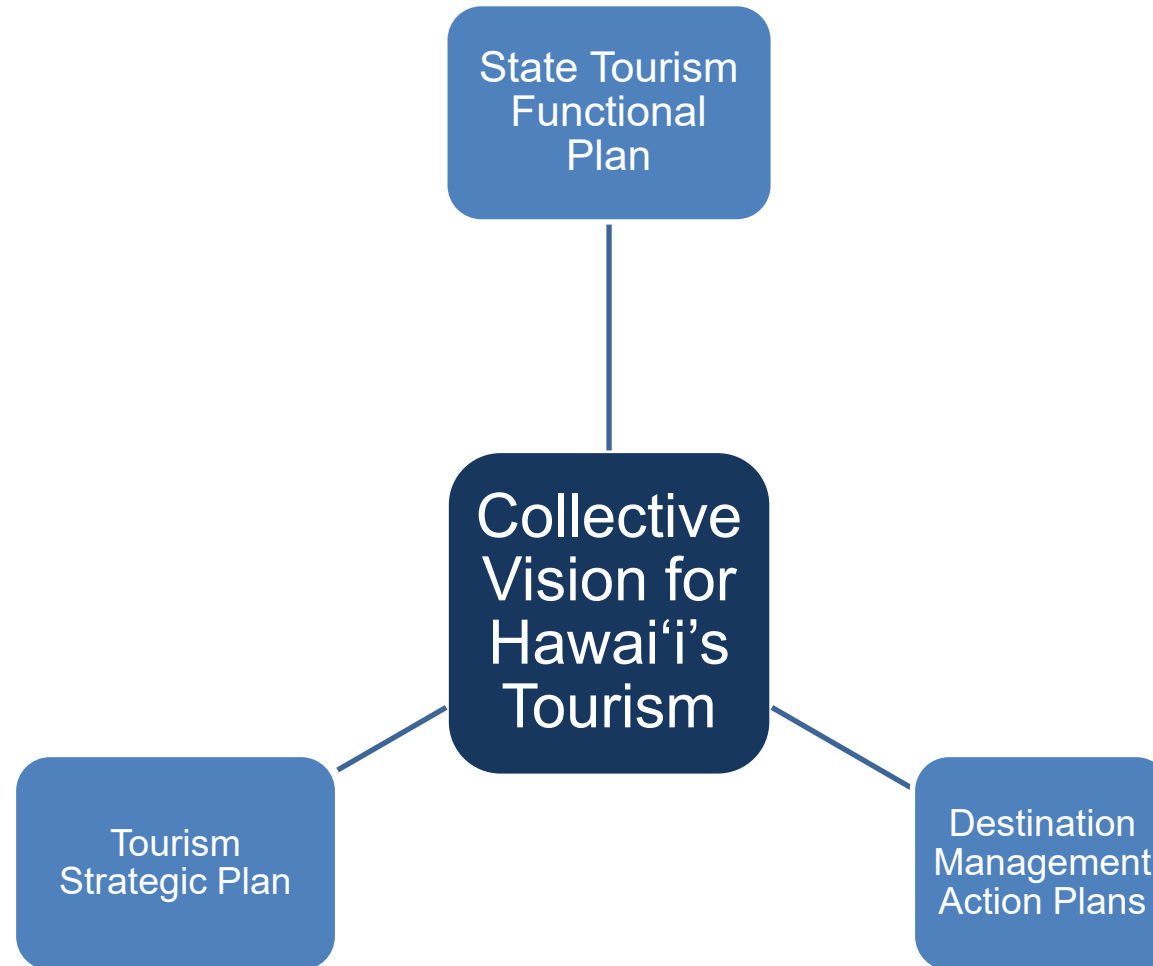 State Tourism
Functional
Plan
Collective
Vision for
Hawai‘i’s
Tourism
Tourism
Strategic Plan
Destination
Management
Action Plans